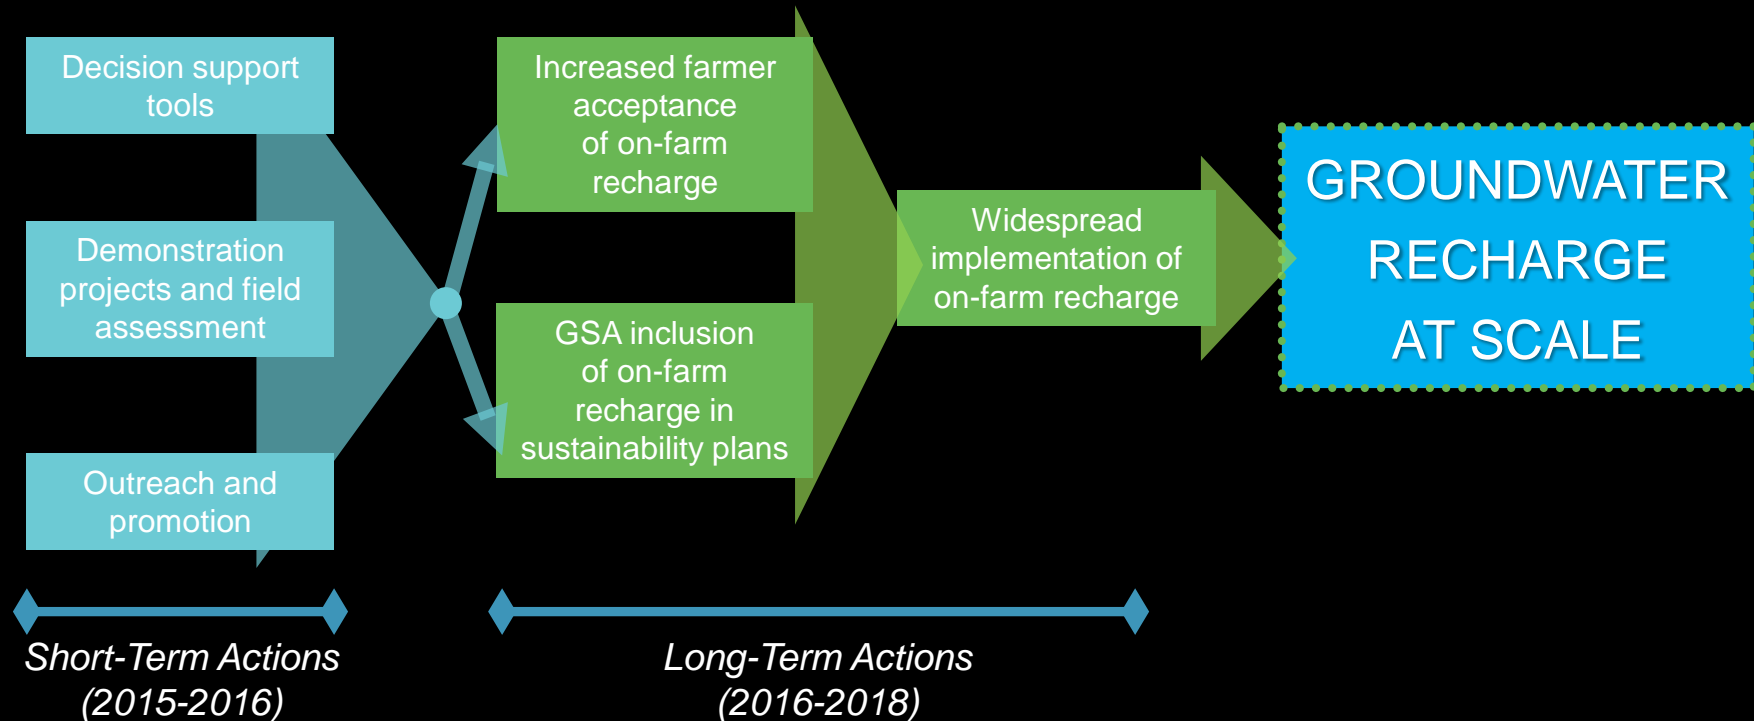 Decision support
tools
Demonstration
projects and field
assessment
Outreach and
promotion
Short-Term Actions
(2015-2016)
Increased farmer
acceptance
of on-farm
recharge
GSA inclusion
of on-farm
recharge in
sustainability plans
Widespread
implementation of
on-farm recharge
Long-Term Actions
(2016-2018)
GROUNDWATER
RECHARGE
AT SCALE